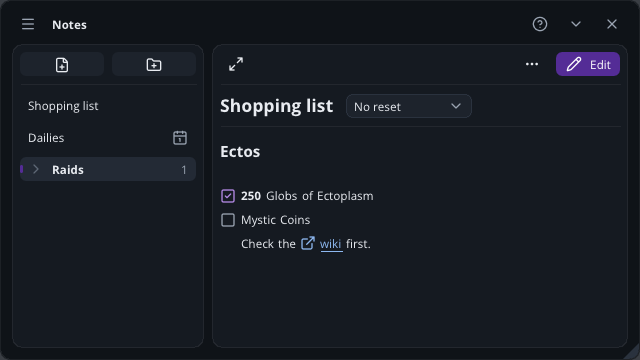 Notes
Edit
Shopping list
Dailies
Raids 1
Shopping list No reset
Ectos
250 Globs of Ectoplasm
Mystic Coins
Check the wiki first.